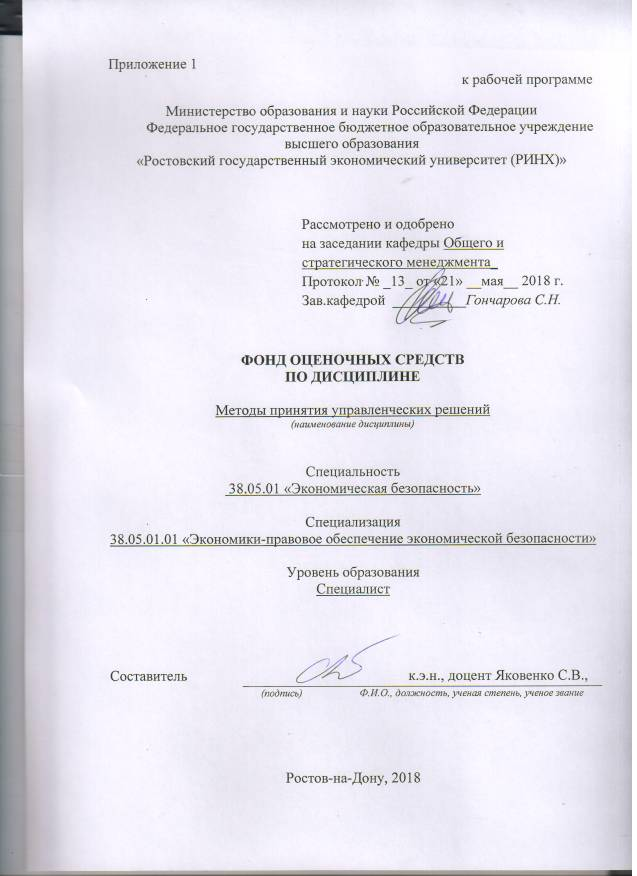 Приложение 1
к рабочей программе
Министерство образования и науки Российской Федерации
Федеральное государственное бюджетное образовательное учреждение
высшего образования
«Ростовский государственный экономический университет (РИНХ)»
Рассмотрено и одобрено
на заседании кафедры Общего и
стратегического менеджмента_
Протокол № _13_ от «21» __мая__ 2018 г.
Зав.кафедрой __________Гончарова С.Н.
ФОНД ОЦЕНОЧНЫХ СРЕДСТВ
ПО ДИСЦИПЛИНЕ
Методы принятия управленческих решений
(наименование дисциплины)
Специальность
38.05.01 «Экономическая безопасность»
Специализация
38.05.01.01 «Экономики-правовое обеспечение экономической безопасности»
Уровень образования
Специалист
Составитель к.э.н., доцент Яковенко С.В.,
(подпись) Ф.И.О., должность, ученая степень, ученое звание
Ростов-на-Дону, 2018